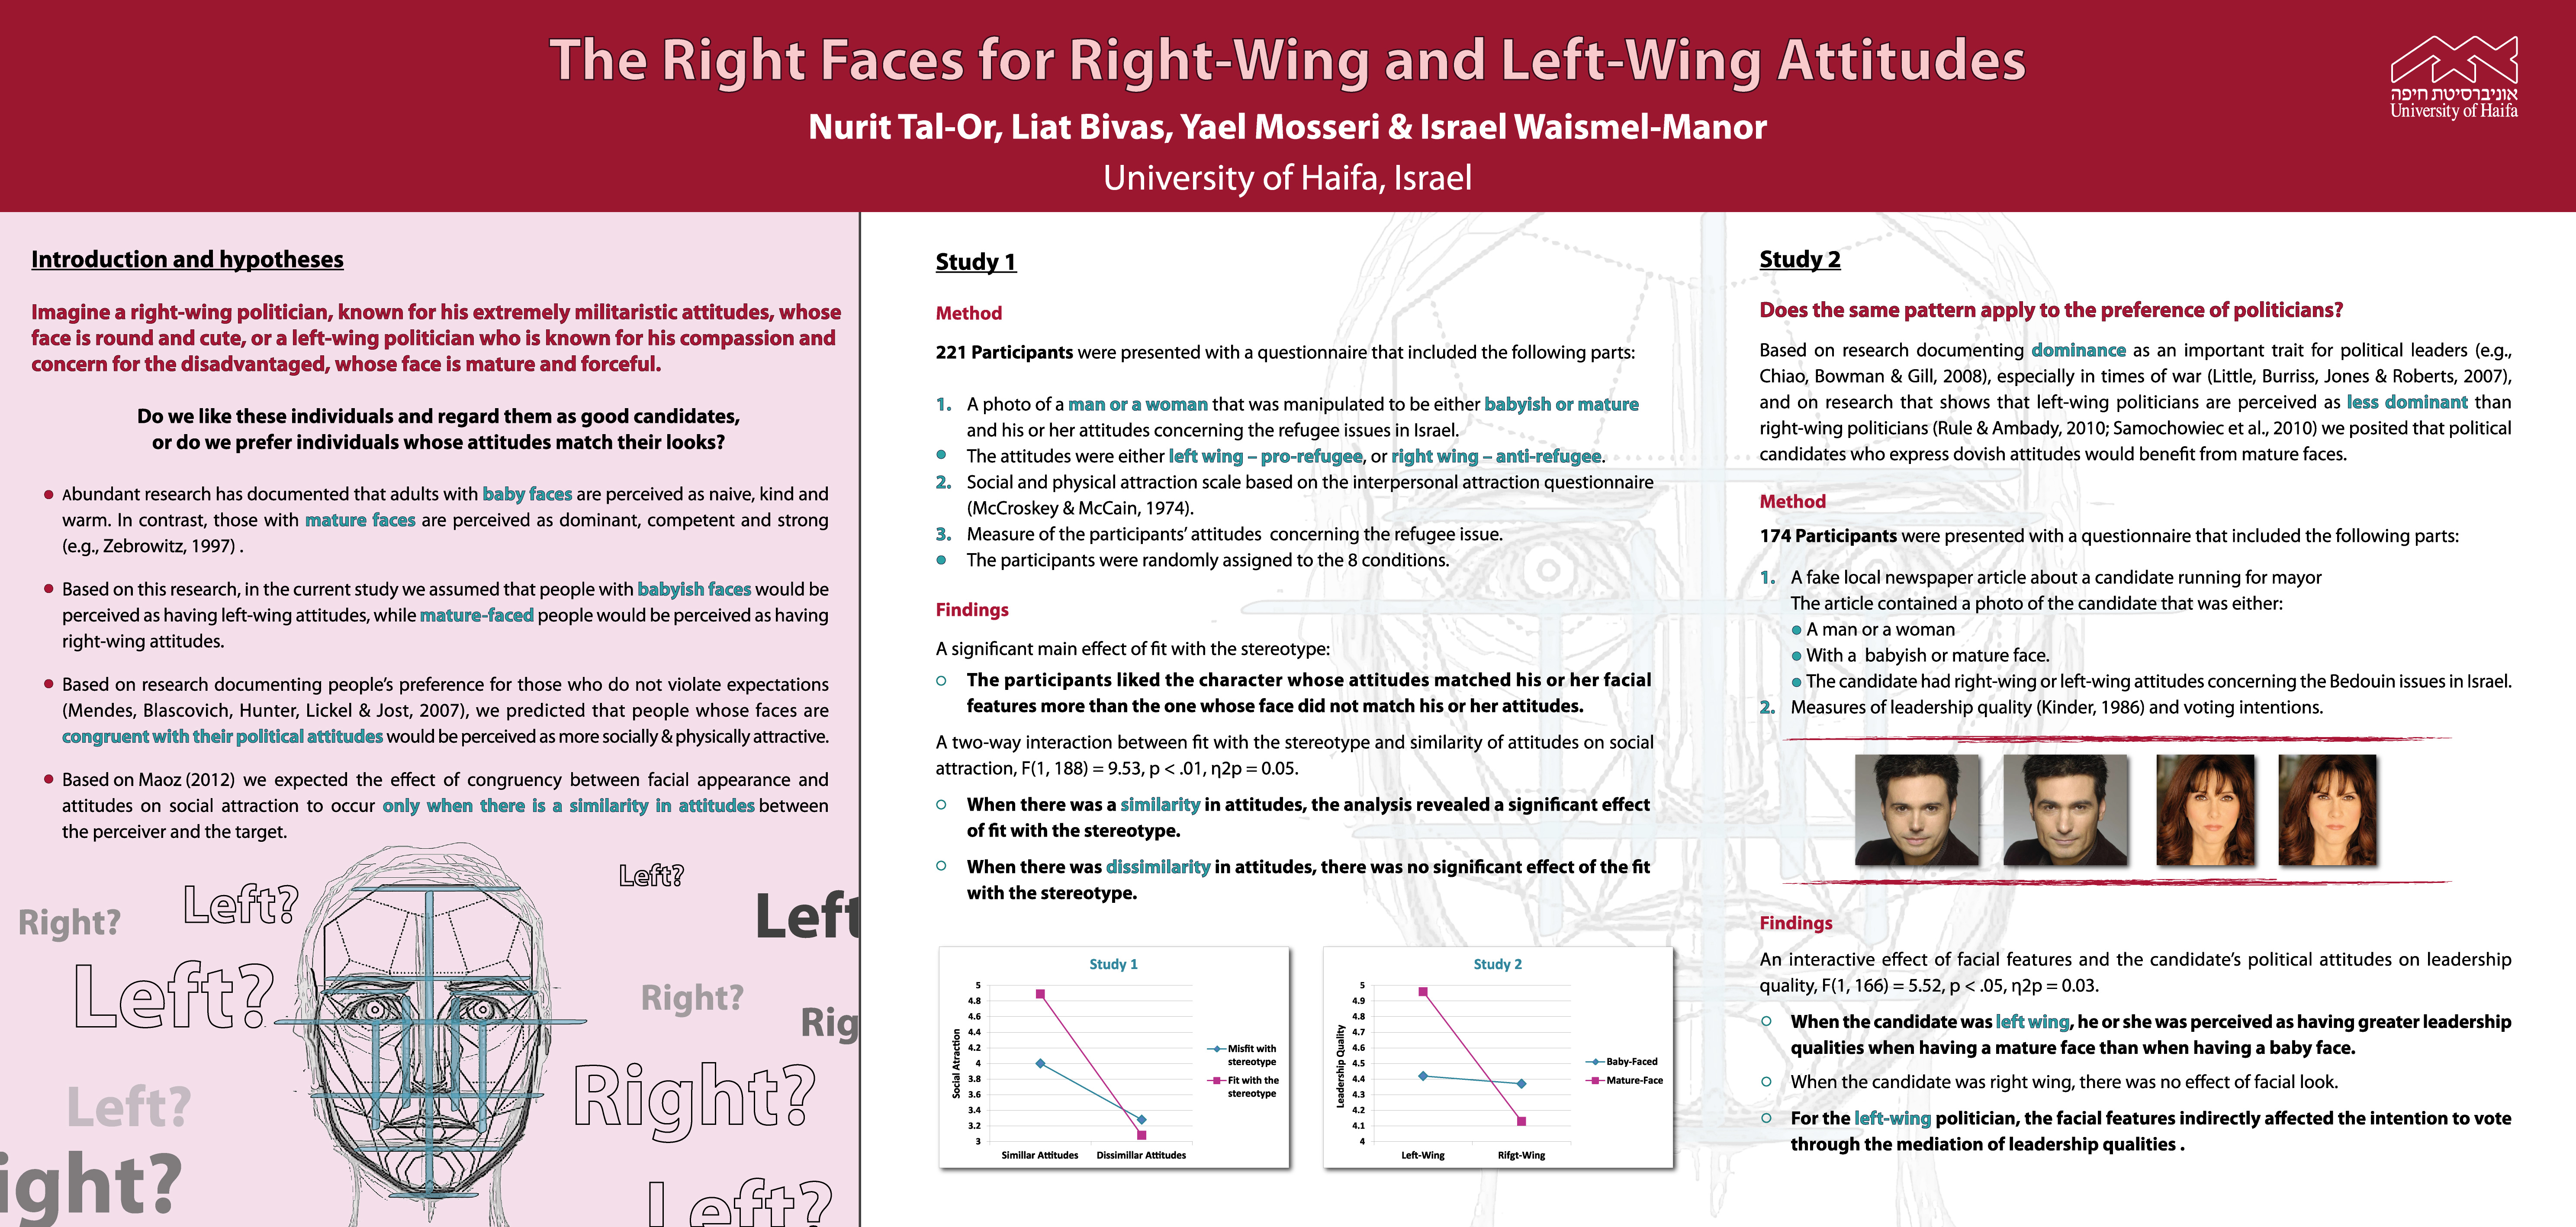 The Right Faces for Right-Wing and Left-Wing Attitudes
Nurit Tal-Or, Liat Bivas, Yael Mosseri & Israel Waismel-Manor
University of Haifa, Israel
אוניברסיטת חיפה
University of Haifa
Introduction and hypotheses
Imagine a right-wing politician, known for his extremely militaristic attitudes, whose
face is round and cute, or a left-wing politician who is known for his compassion and
concern for the disadvantaged, whose face is mature and forceful.
Do we like these individuals and regard them as good candidates,
or do we prefer individuals whose attitudes match their looks?
● Abundant research has documented that adults with baby faces are perceived as naive, kind and
warm. In contrast, those with mature faces are perceived as dominant, competent and strong
(e.g., Zebrowitz, 1997) .
● Based on this research, in the current study we assumed that people with babyish faces would be
perceived as having left-wing attitudes, while mature-faced people would be perceived as having
right-wing attitudes.
● Based on research documenting people's preference for those who do not violate expectations
(Mendes, Blascovich, Hunter, Lickel & Jost, 2007), we predicted that people whose faces are
congruent with their political attitudes would be perceived as more socially & physically attractive.
● Based on Maoz (2012) we expected the effect of congruency between facial appearance and
attitudes on social attraction to occur only when there is a similarity in attitudes between
the perceiver and the target.
Left?
Left?
Left
Right?
Left?
Right?
Rig
Right?
Left?
ight?
Left?
Study 1
Method
221 Participants were presented with a questionnaire that included the following parts:
1. A photo of a man or a woman that was manipulated to be either babyish or mature
and his or her attitudes concerning the refugee issues in Israel.
● The attitudes were either left wing – pro-refugee, or right wing – anti-refugee.
2. Social and physical attraction scale based on the interpersonal attraction questionnaire
(McCroskey & McCain, 1974).
3. Measure of the participants' attitudes concerning the refugee issue.
● The participants were randomly assigned to the 8 conditions.
Findings
A significant main effect of fit with the stereotype:
○ The participants liked the character whose attitudes matched his or her facial
features more than the one whose face did not match his or her attitudes.
A two-way interaction between fit with the stereotype and similarity of attitudes on social
attraction, F(1, 188) = 9.53, p < .01, η2p = 0.05.
○ When there was a similarity in attitudes, the analysis revealed a significant effect
of fit with the stereotype.
○ When there was dissimilarity in attitudes, there was no significant effect of the fit
with the stereotype.
Study 1
Social Atraction
5
4.8
4.6
4.4
4.2
4
3.8
3.6
3.4
3.2
3
Simillar Attitudes
Dissimillar Attitudes
Misfit with
stereotype
Fit with the
stereotype
Study 2
Leadership Quality
5
4.9
4.8
4.7
4.6
4.5
4.4
4.3
4.2
4.1
4
Left-Wing
Rifgt-Wing
Baby-Faced
Mature-Face
Study 2
Does the same pattern apply to the preference of politicians?
Based on research documenting dominance as an important trait for political leaders (e.g.,
Chiao, Bowman & Gill, 2008), especially in times of war (Little, Burriss, Jones & Roberts, 2007),
and on research that shows that left-wing politicians are perceived as less dominant than
right-wing politicians (Rule & Ambady, 2010; Samochowiec et al., 2010) we posited that political
candidates who express dovish attitudes would benefit from mature faces.
Method
174 Participants were presented with a questionnaire that included the following parts:
1. A fake local newspaper article about a candidate running for mayor
The article contained a photo of the candidate that was either:
● A man or a woman
● With a babyish or mature face.
● The candidate had right-wing or left-wing attitudes concerning the Bedouin issues in Israel.
2. Measures of leadership quality (Kinder, 1986) and voting intentions.
Findings
An interactive effect of facial features and the candidate's political attitudes on leadership
quality, F(1, 166) = 5.52, p < .05, η2p = 0.03.
○ When the candidate was left wing, he or she was perceived as having greater leadership
qualities when having a mature face than when having a baby face.
○ When the candidate was right wing, there was no effect of facial look.
○ For the left-wing politician, the facial features indirectly affected the intention to vote
through the mediation of leadership qualities .